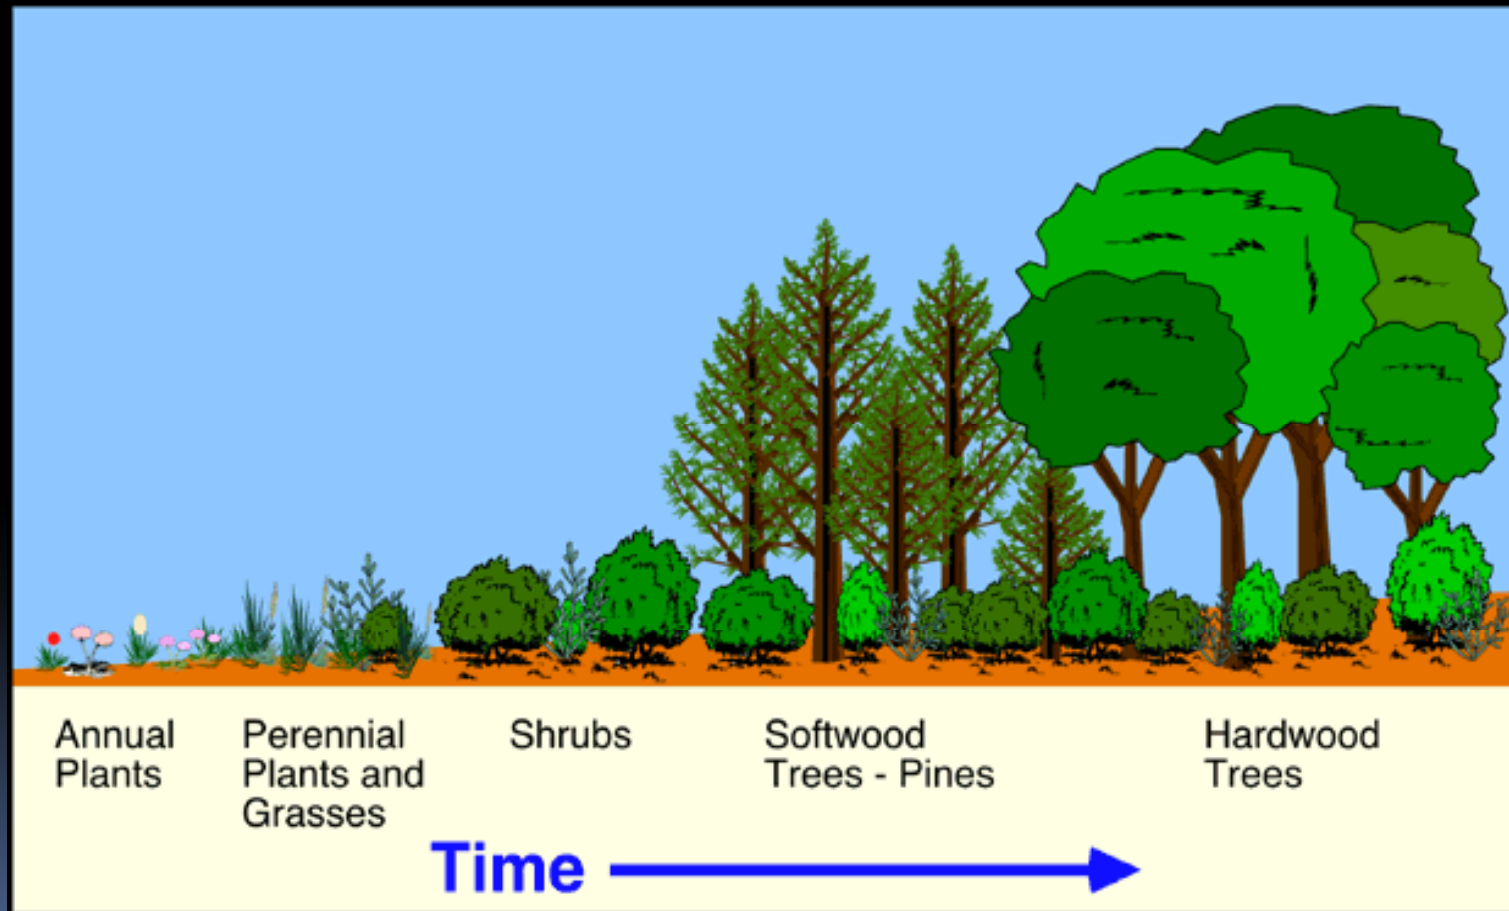 Annual
Plants
Perennial
Plants and
Grasses
Shrubs
Softwood
Trees - Pines
Hardwood
Trees
Time